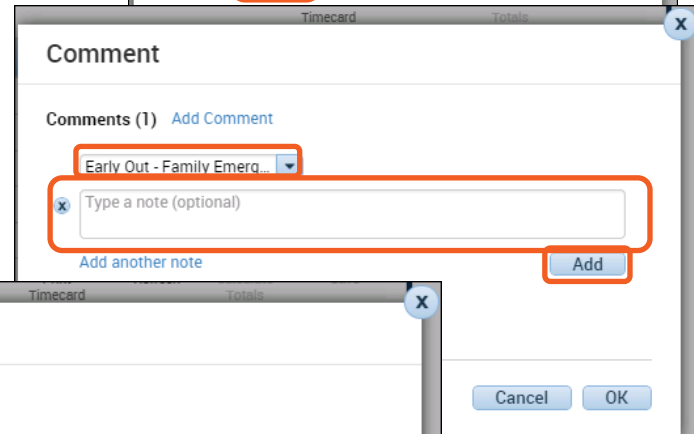 Timecard Totals
X
Comment
Comments (1) Add Comment
Early Out - Family Emerg...
X Type a note (optional)
Add another note Add
Timecard Totals
X
Cancel OK